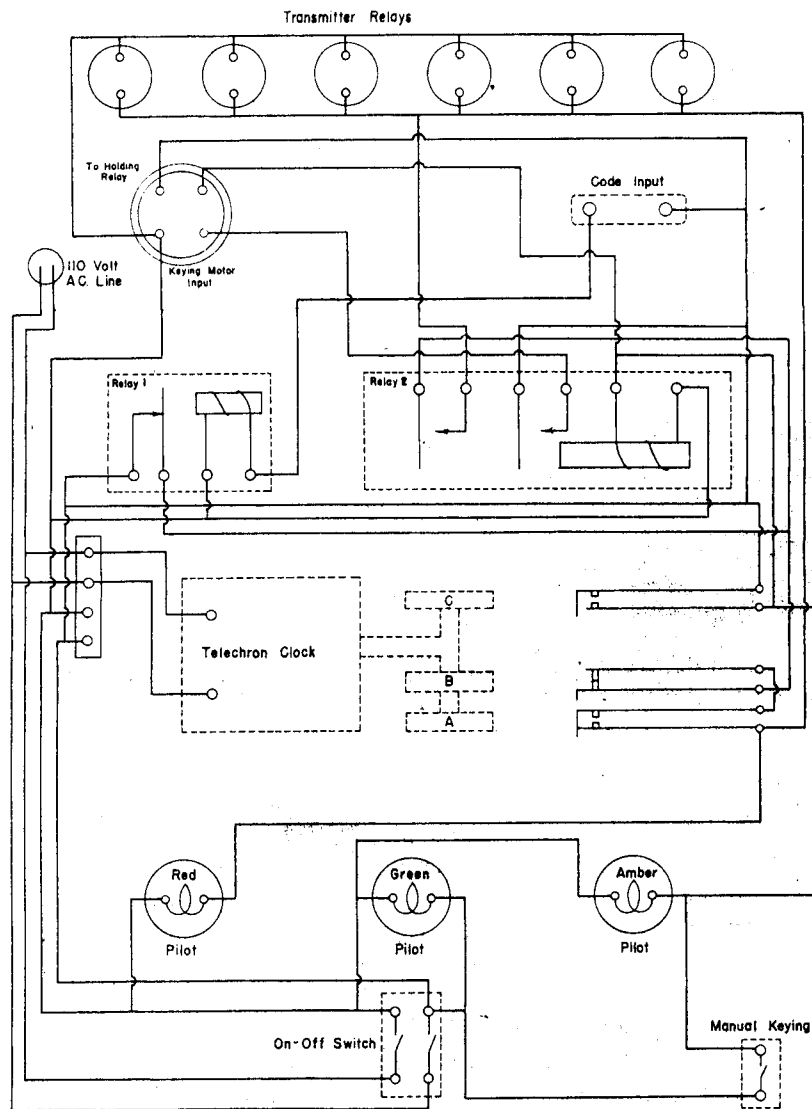 Transmitter Relays
To Holding
Relay
Code Input
110 Volt
A.C. Line
Keying Motor
Input
Relay 1
Relay 2
C
Telechron Clock
B
A
Red
Green
Amber
Pilot
Pilot
Pilot
Manual Keying
On-Off Switch